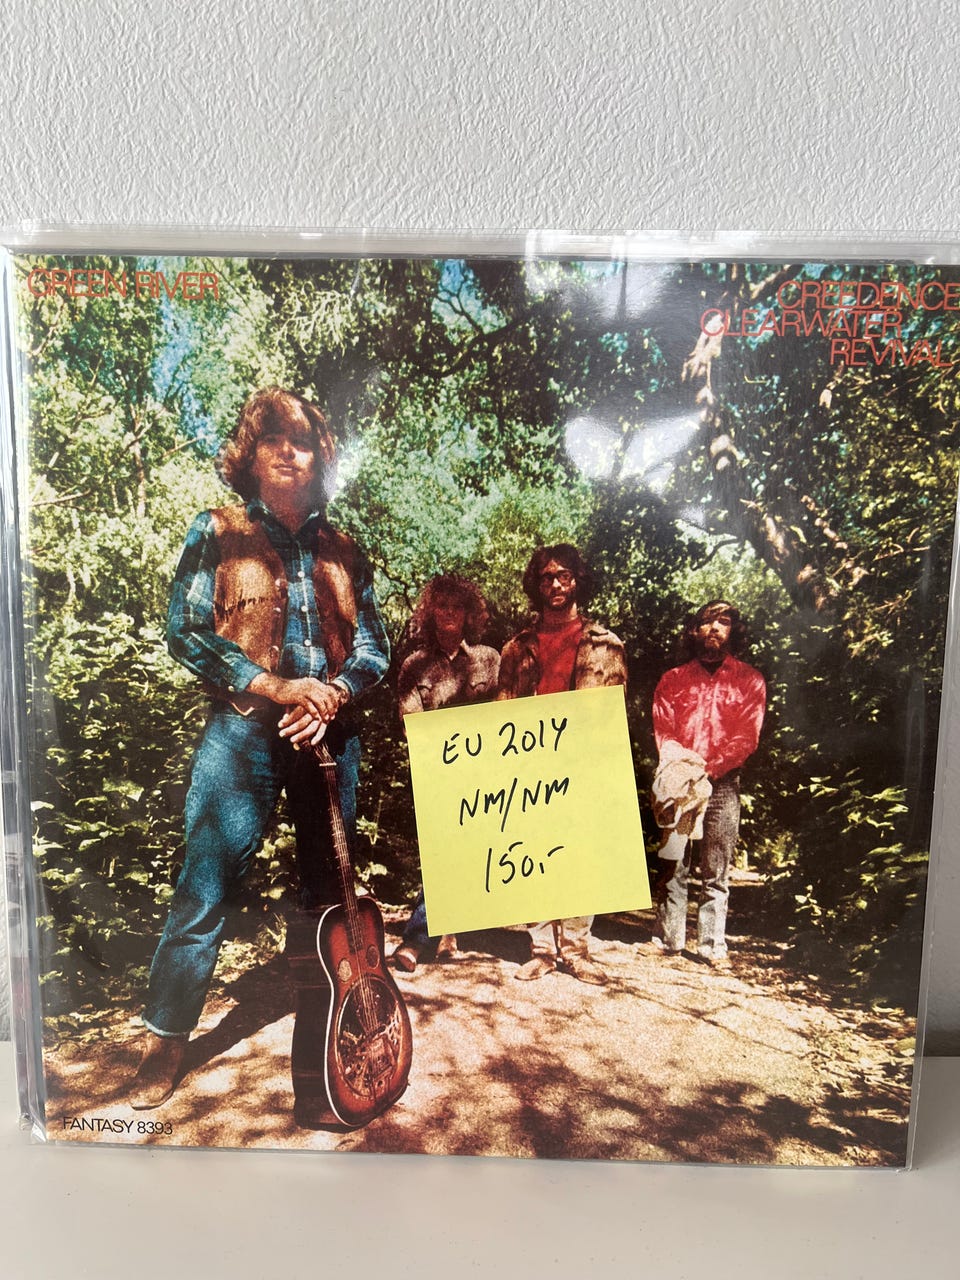 GREEN RIVER
CREEDENCE
CLEARWATER
REVIVAL
EU 2014
NM/NM
150,-
FANTASY 8393